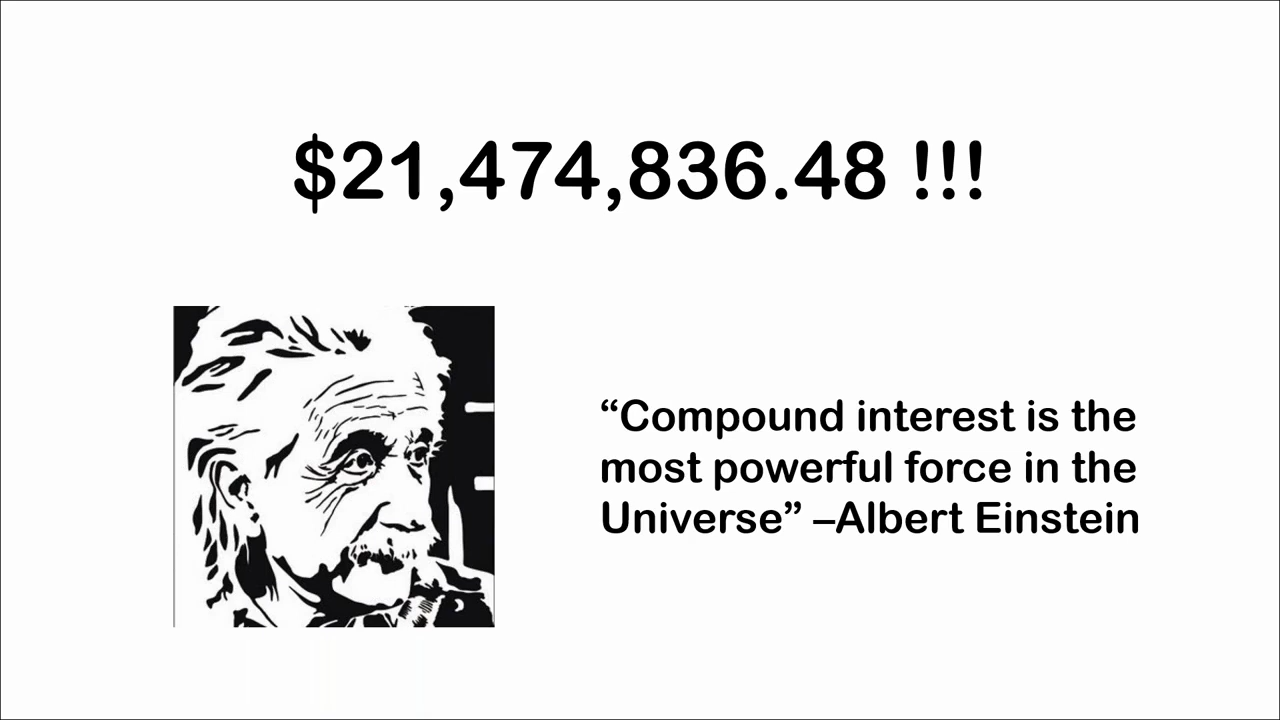 $21,474,836.48 !!!
“Compound interest is the
most powerful force in the
Universe” –Albert Einstein